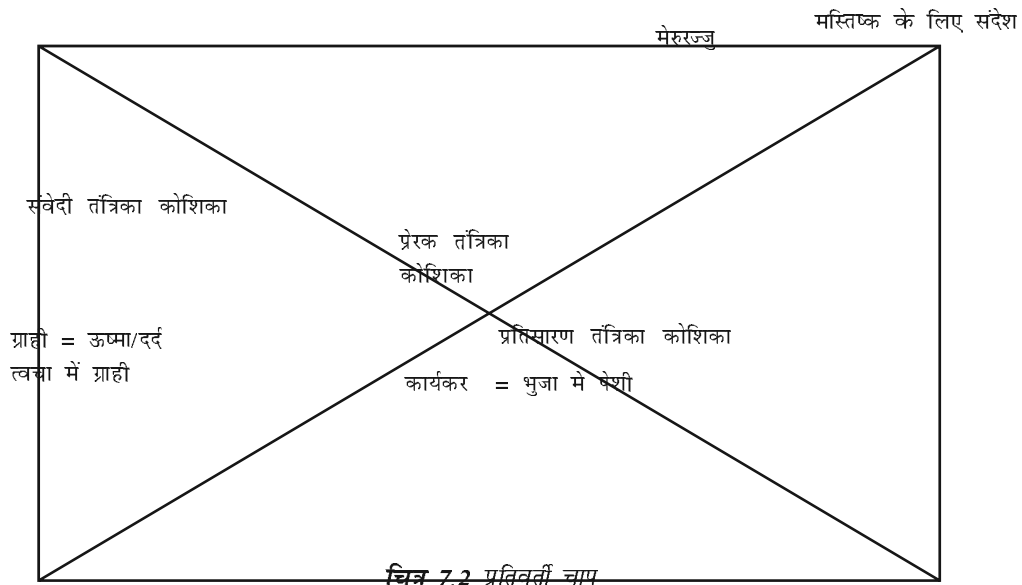 मस्तिष्क के लिए संदेश
मेरुरज्जु
संवेदी तंत्रिका कोशिका
प्रेरक तंत्रिका
कोशिका
ग्राही = ऊष्मा/दर्द
त्वचा में ग्राही
प्रतिसारण तंत्रिका कोशिका
कार्यकर = भुजा मे पेशी
चित्र 7.2 प्रतिवर्ती चाप